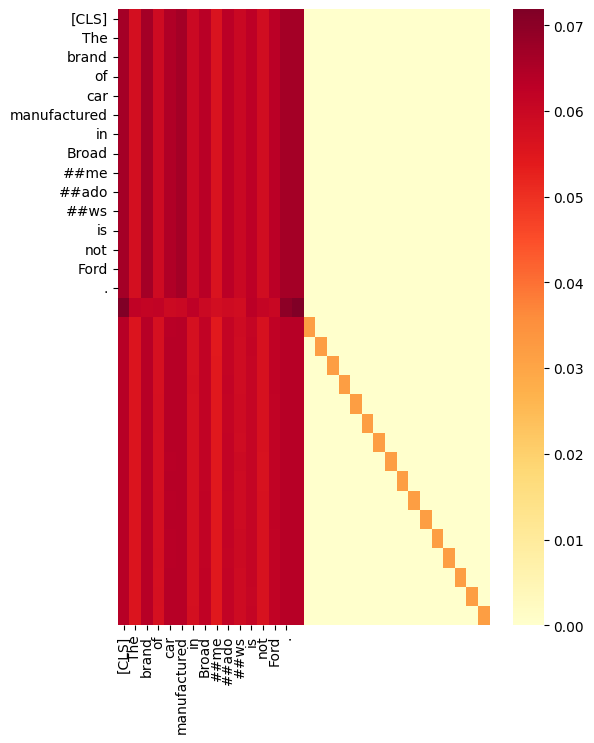 [CLS]
The
brand
of
car
manufactured
in
Broad
##me
##ado
##ws
is
not
Ford
.
0.07
0.06
0.05
0.04
0.03
0.02
0.01
0.00
[CLS]
The
brand
of
car
manufactured
in
Broad
##me
##ado
##ws
is
not
Ford
.